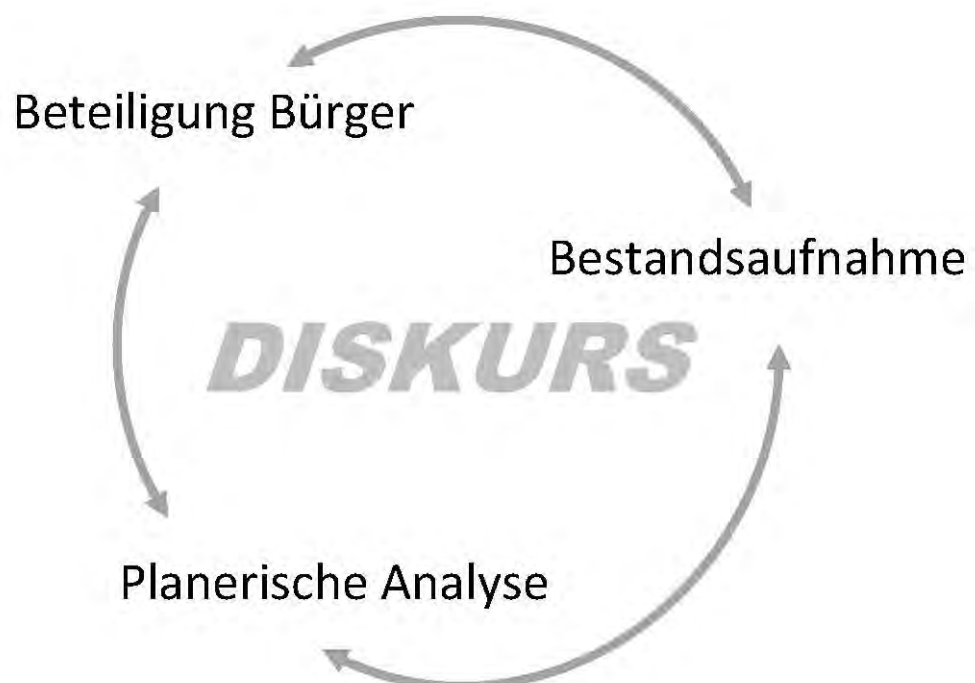 Beteiligung Bürger
Bestandsaufnahme
DISKURS
Planerische Analyse